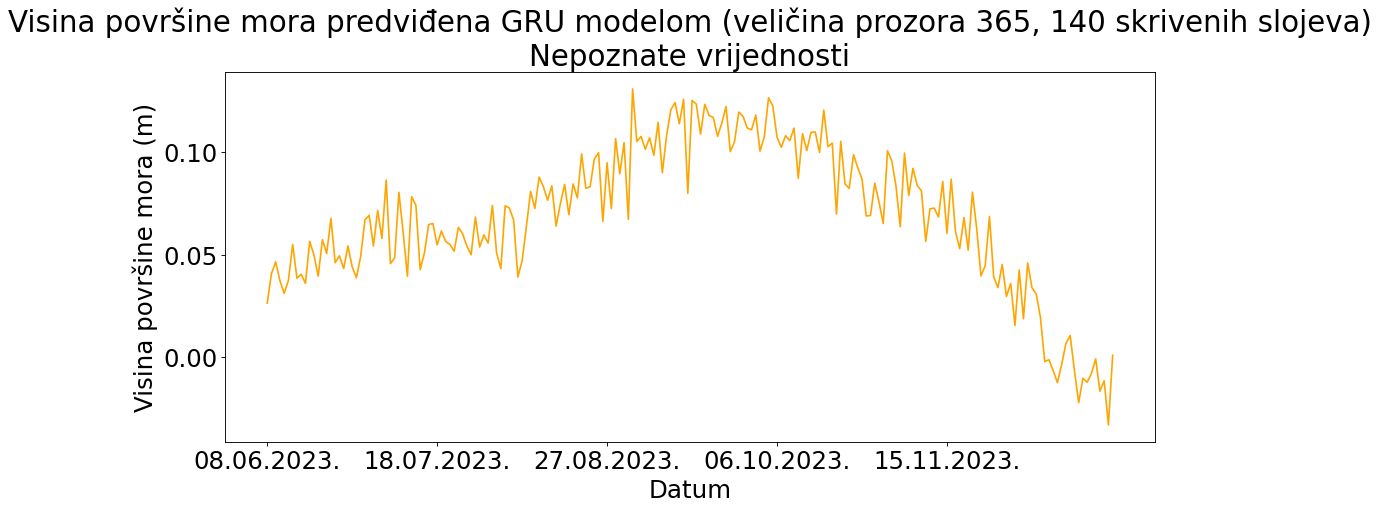 Visina površine mora predviđena GRU modelom (veličina prozora 365, 140 skrivenih slojeva)
Nepoznate vrijednosti
Visina površine mora (m)
0.10
0.05
0.00
08.06.2023. 18.07.2023. 27.08.2023. 06.10.2023. 15.11.2023.
Datum